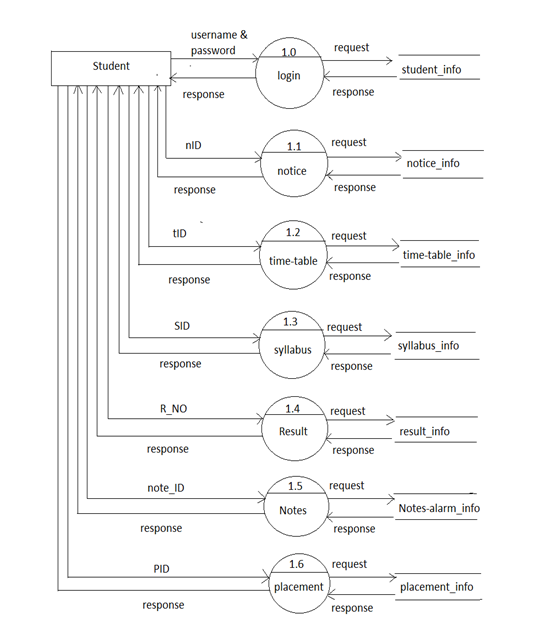 username &
password
1.0
request
Student
login
student_info
response
response
nID
1.1
request
notice
notice_info
response
response
tID
1.2
request
time-table
time-table_info
response
response
SID
1.3
request
syllabus
syllabus_info
response
response
R_NO
1.4
request
Result
result_info
response
response
note_ID
1.5
request
Notes
Notes-alarm_info
response
response
PID
1.6
request
placement
placement_info
response
response